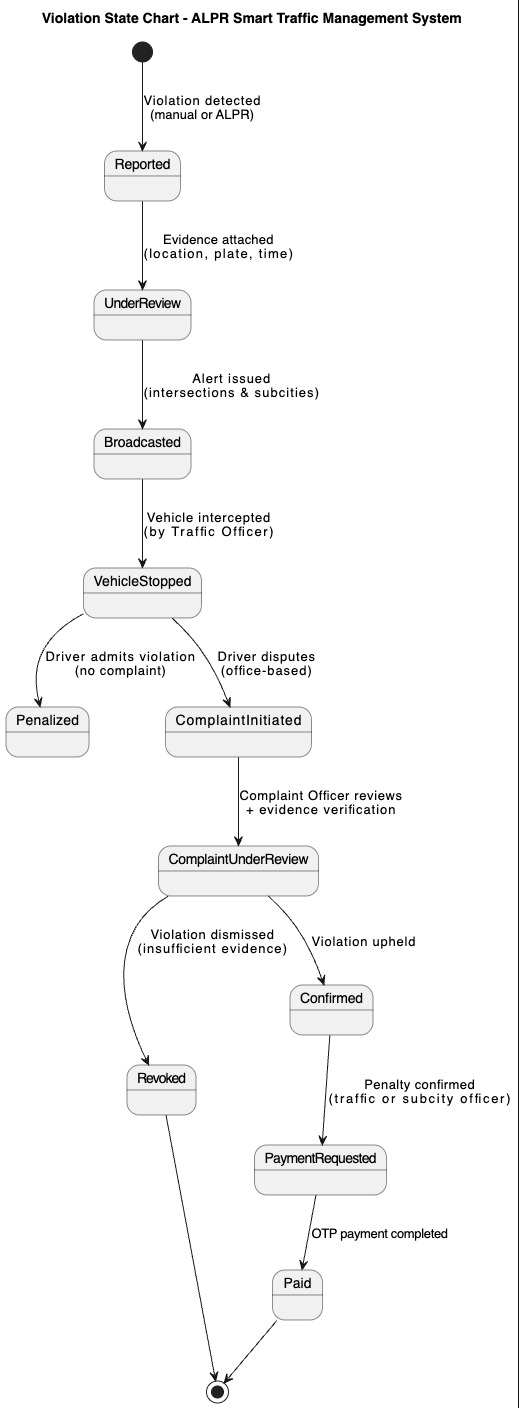 Violation State Chart - ALPR Smart Traffic Management System
Violation detected
(manual or ALPR)
Reported
Evidence attached
(location, plate, time)
UnderReview
Alert issued
(intersections & subcities)
Broadcasted
Vehicle intercepted
(by Traffic Officer)
VehicleStopped
Driver admits violation
(no complaint)
Driver disputes
(office-based)
Penalized
ComplaintInitiated
Complaint Officer reviews
+ evidence verification
ComplaintUnderReview
Violation dismissed
(insufficient evidence)
Violation upheld
Confirmed
Revoked
Penalty confirmed
(traffic or subcity officer)
PaymentRequested
OTP payment completed
Paid